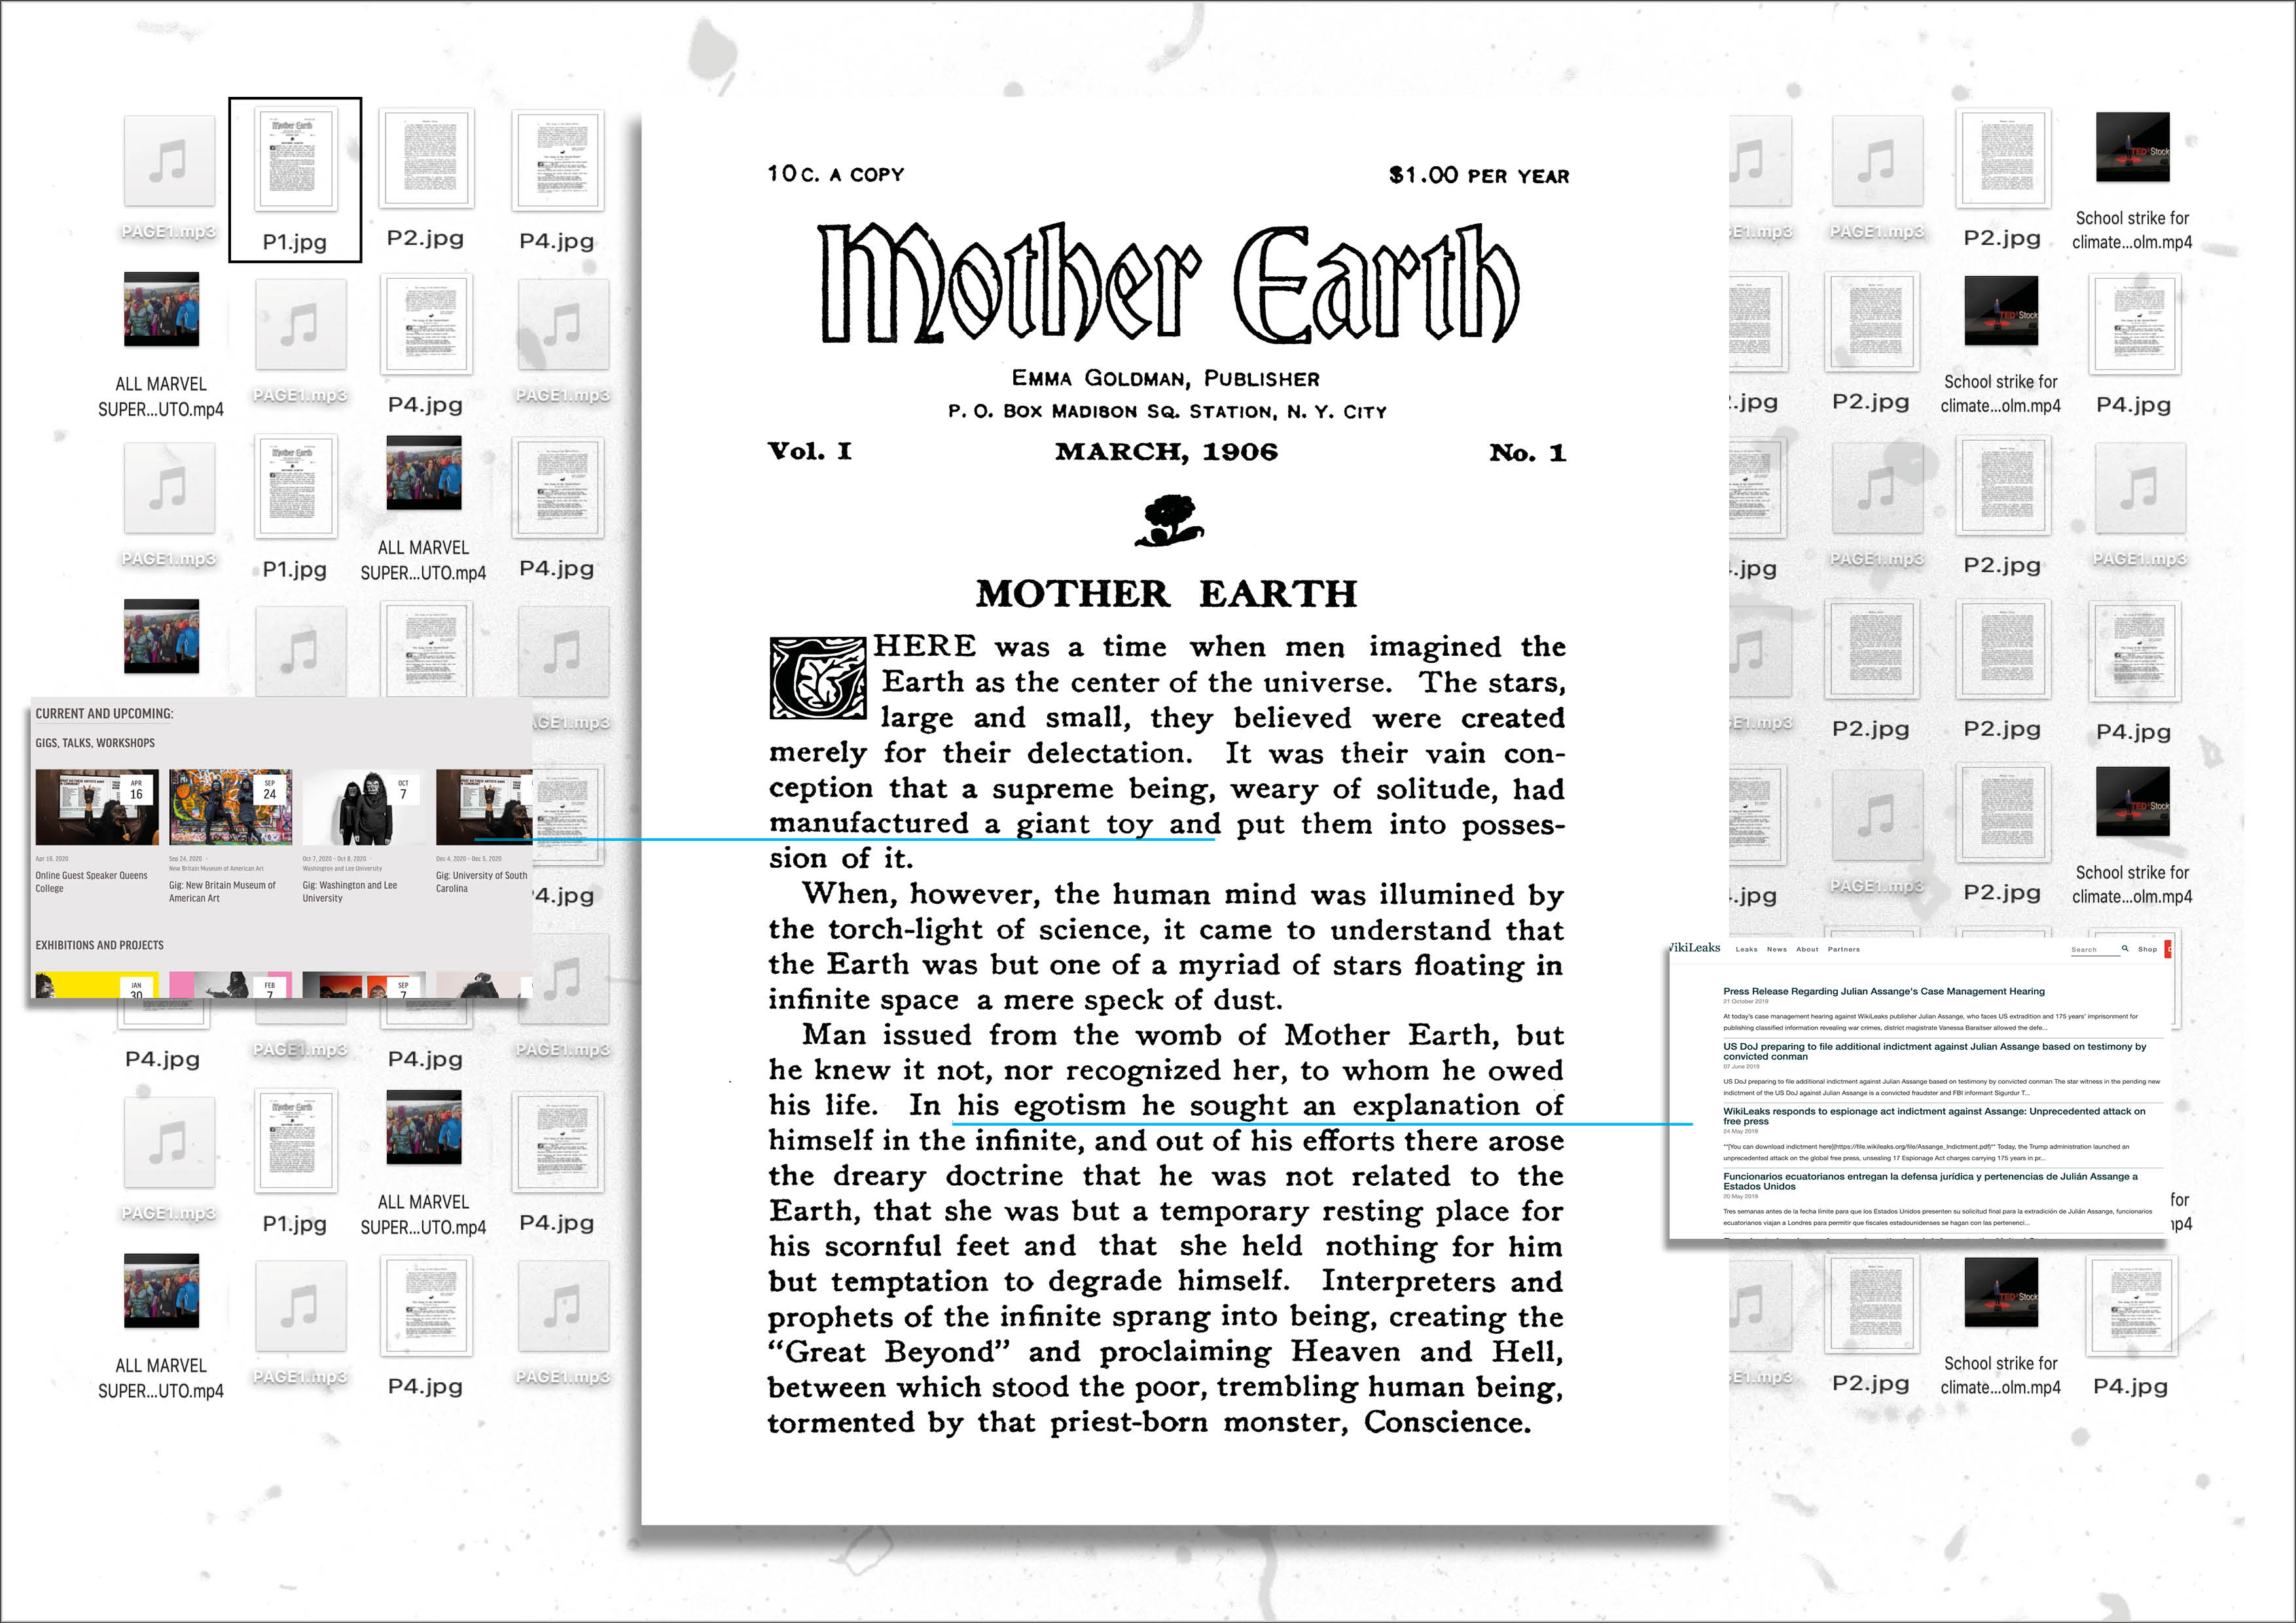 10C. A COPY $1.00 PER YEAR
Mother Earth
EMMA GOLDMAN, PUBLISHER
P. O. BOX MADISON SQ. STATION, N. Y. CITY
Vol. I MARCH, 1906 No. 1
MOTHER EARTH
THERE was a time when men imagined the
Earth as the center of the universe. The stars,
large and small, they believed were created
merely for their delectation. It was their vain con-
ception that a supreme being, weary of solitude, had
manufactured a giant toy and put them into posses-
sion of it.
When, however, the human mind was illumined by
the torch-light of science, it came to understand that
the Earth was but one of a myriad of stars floating in
infinite space a mere speck of dust.
Man issued from the womb of Mother Earth, but
he knew it not, nor recognized her, to whom he owed
his life. In his egotism he sought an explanation of
himself in the infinite, and out of his efforts there arose
the dreary doctrine that he was not related to the
Earth, that she was but a temporary resting place for
his scornful feet and that she held nothing for him
but temptation to degrade himself. Interpreters and
prophets of the infinite sprang into being, creating the
“Great Beyond” and proclaiming Heaven and Hell,
between which stood the poor, trembling human being,
tormented by that priest-born monster, Conscience.
PAGE1.mp3
P1.jpg
P2.jpg
P4.jpg
ALL MARVEL
SUPER...UTO.mp4
PAGE1.mp3
P4.jpg
PAGE1.mp3
PAGE1.mp3
P1.jpg
ALL MARVEL
SUPER...UTO.mp4
P4.jpg
AGE1.mp3
4.jpg
CURRENT AND UPCOMING:
GIGS, TALKS, WORKSHOPS
APR
16
SEP
24
OCT
7
Apr 16, 2020
Online Guest Speaker Queens
College
Sep 24, 2020
New Britain Museum of American Art
Gig: New Britain Museum of
American Art
Oct 7, 2020 - Oct 8, 2020
Washington and Lee University
Gig: Washington and Lee
University
Dec 4, 2020 - Dec 5, 2020
Gig: University of South
Carolina
EXHIBITIONS AND PROJECTS
JAN
30
FEB
7
SEP
7
P4.jpg
PAGE1.mp3
P4.jpg
PAGE1.mp3
PAGE1.mp3
P1.jpg
ALL MARVEL
SUPER...UTO.mp4
P4.jpg
ALL MARVEL
SUPER...UTO.mp4
PAGE1.mp3
P4.jpg
PAGE1.mp3
E1.mp3
PAGE1.mp3
P2.jpg
School strike for
climate...olm.mp4
.jpg
P2.jpg
School strike for
climate...olm.mp4
P4.jpg
.jpg
PAGE1.mp3
P2.jpg
PAGE1.mp3
E1.mp3
P2.jpg
P2.jpg
P4.jpg
.jpg
PAGE1.mp3
P2.jpg
School strike for
climate...olm.mp4
WikiLeaks Leaks News About Partners Search Shop
Press Release Regarding Julian Assange's Case Management Hearing
21 October 2019
At today's case management hearing against WikiLeaks publisher Julian Assange, who faces US extradition and 175 years' imprisonment for
publishing classified information revealing war crimes, district magistrate Vanessa Baraitser allowed the defe...
US DoJ preparing to file additional indictment against Julian Assange based on testimony by
convicted conman
07 June 2019
US DoJ preparing to file additional indictment against Julian Assange based on testimony by convicted conman The star witness in the pending new
indictment of the US DoJ against Julian Assange is a convicted fraudster and FBI informant Sigurdur T...
WikiLeaks responds to espionage act indictment against Assange: Unprecedented attack on
free press
24 May 2019
**[You can download indictment here](https://file.wikileaks.org/file/Assange_Indictment.pdf)** Today, the Trump administration launched an
unprecedented attack on the global free press, unsealing 17 Espionage Act charges carrying 175 years in pr...
Funcionarios ecuatorianos entregan la defensa jurídica y pertenencias de Julián Assange a
Estados Unidos
20 May 2019
Tres semanas antes de la fecha límite para que los Estados Unidos presenten su solicitud final para la extradición de Julián Assange, funcionarios
ecuatorianos viajan a Londres para permitir que fiscales estadounidenses se hagan con las pertenenci...
for
mp4
E1.mp3
P2.jpg
School strike for
climate...olm.mp4
P4.jpg